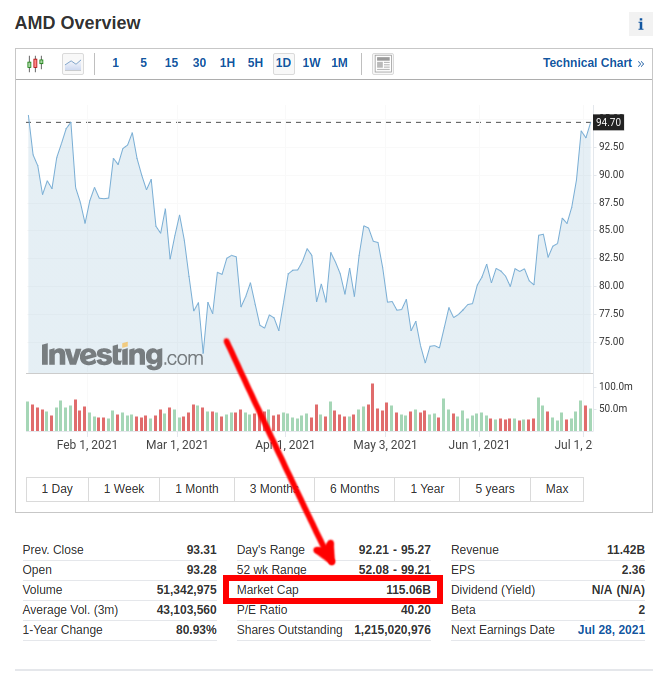 AMD Overview
i
1 5 15 30 1H 5H 1D 1W 1M Technical Chart »
94.70
92.50
90.00
87.50
85.00
82.50
80.00
77.50
75.00
Investing.com
100.0m
50.0m
Feb 1, 2021 Mar 1, 2021 Apr 1, 2021 May 3, 2021 Jun 1, 2021 Jul 1, 2
1 Day 1 Week 1 Month 3 Months 6 Months 1 Year 5 years Max
Prev. Close 93.31 Day's Range 92.21 - 95.27 Revenue 11.42B
Open 93.28 52 wk Range 52.08 - 99.21 EPS 2.36
Volume 51,342,975 Market Cap 115.06B Dividend (Yield) N/A (N/A)
Average Vol. (3m) 43,103,560 P/E Ratio 40.20 Beta 2
1-Year Change 80.93% Shares Outstanding 1,215,020,976 Next Earnings Date Jul 28, 2021